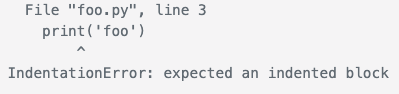 File "foo.py", line 3
print('foo')
^
IndentationError: expected an indented block